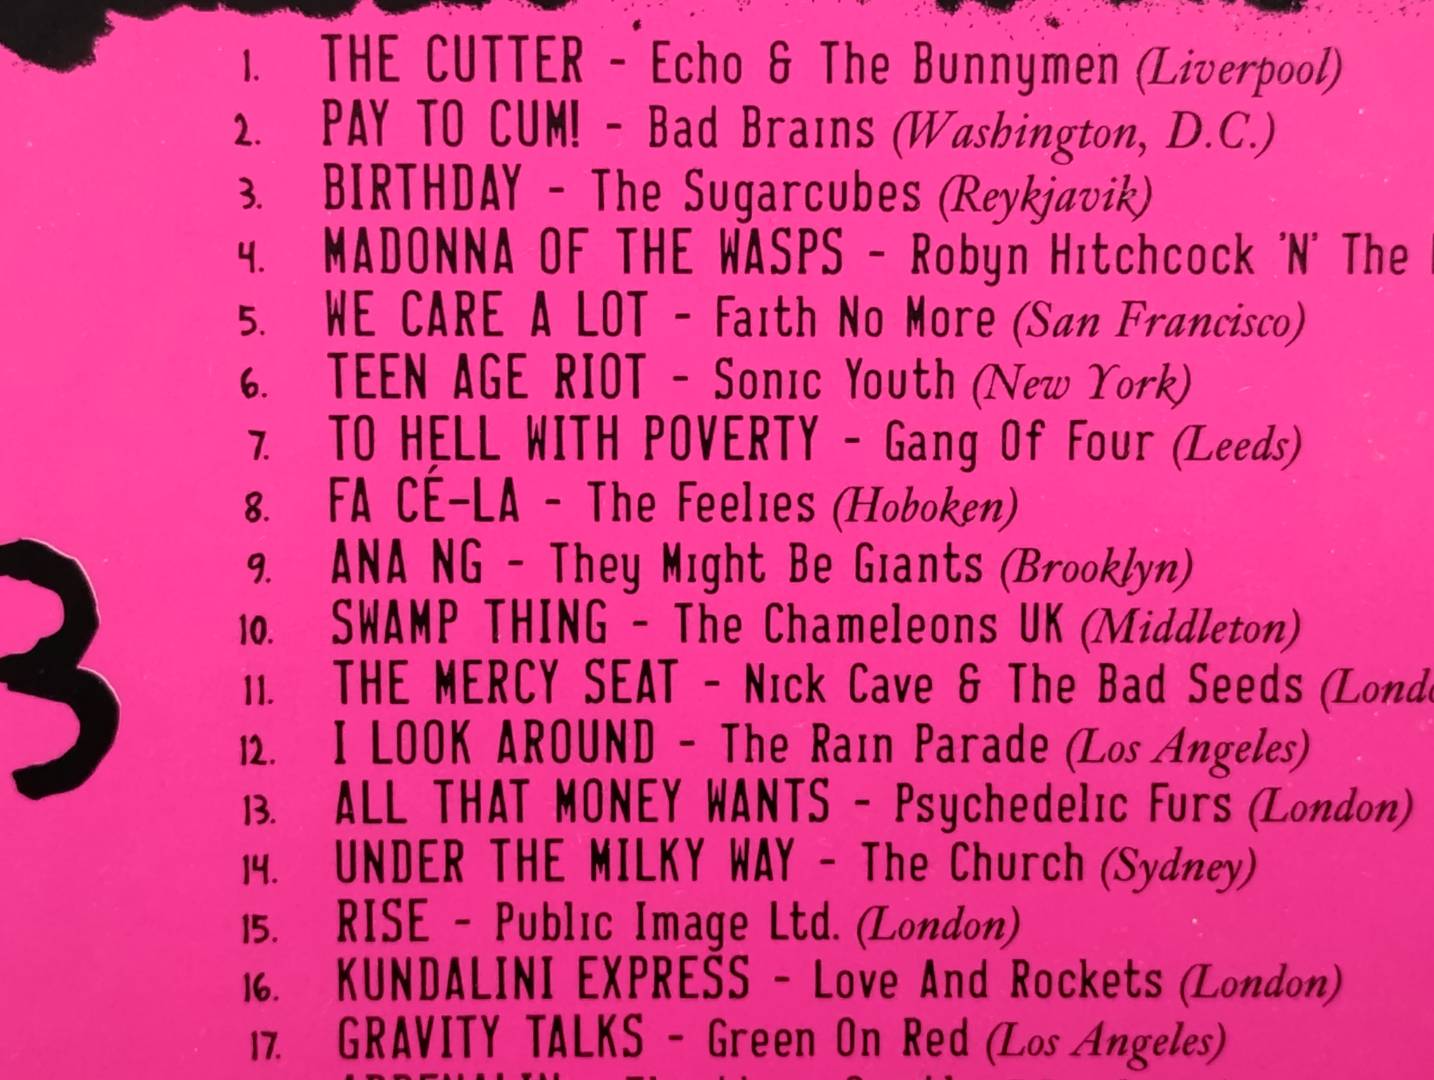 1. THE CUTTER - Echo & The Bunnymen (Liverpool)
2. PAY TO CUM! - Bad Brains (Washington, D.C.)
3. BIRTHDAY - The Sugarcubes (Reykjavik)
4. MADONNA OF THE WASPS - Robyn Hitchcock 'N' The
5. WE CARE A LOT - Faith No More (San Francisco)
6. TEEN AGE RIOT - Sonic Youth (New York)
7. TO HELL WITH POVERTY - Gang Of Four (Leeds)
8. FA CÉ-LA - The Feelies (Hoboken)
3
9. ANA NG - They Might Be Giants (Brooklyn)
10. SWAMP THING - The Chameleons UK (Middleton)
11. THE MERCY SEAT - Nick Cave & The Bad Seeds
12. I LOOK AROUND - The Rain Parade (Los Angeles)
13. ALL THAT MONEY WANTS - Psychedelic Furs (London)
14. UNDER THE MILKY WAY - The Church (Sydney)
15. RISE - Public Image Ltd. (London)
16. KUNDALINI EXPRESS - Love And Rockets (London)
17. GRAVITY TALKS - Green On Red (Los Angeles)